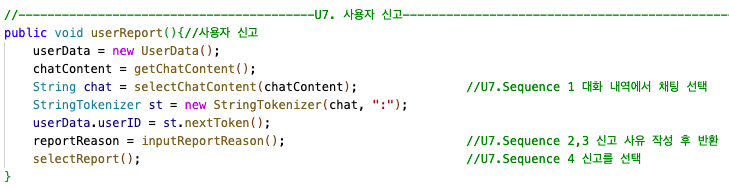 //-----------------------------------------U7. 사용자 신고---------------------------------------------
public void userReport(){//사용자 신고
    userData = new UserData();
    chatContent = getChatContent();
    String chat = selectChatContent(chatContent);               //U7.Sequence 1 대화 내역에서 채팅 선택
    StringTokenizer st = new StringTokenizer(chat, ":");
    userData.userID = st.nextToken();
    reportReason = inputReportReason();                         //U7.Sequence 2,3 신고 사유 작성 후 반환
    selectReport();                                             //U7.Sequence 4 신고를 선택
}